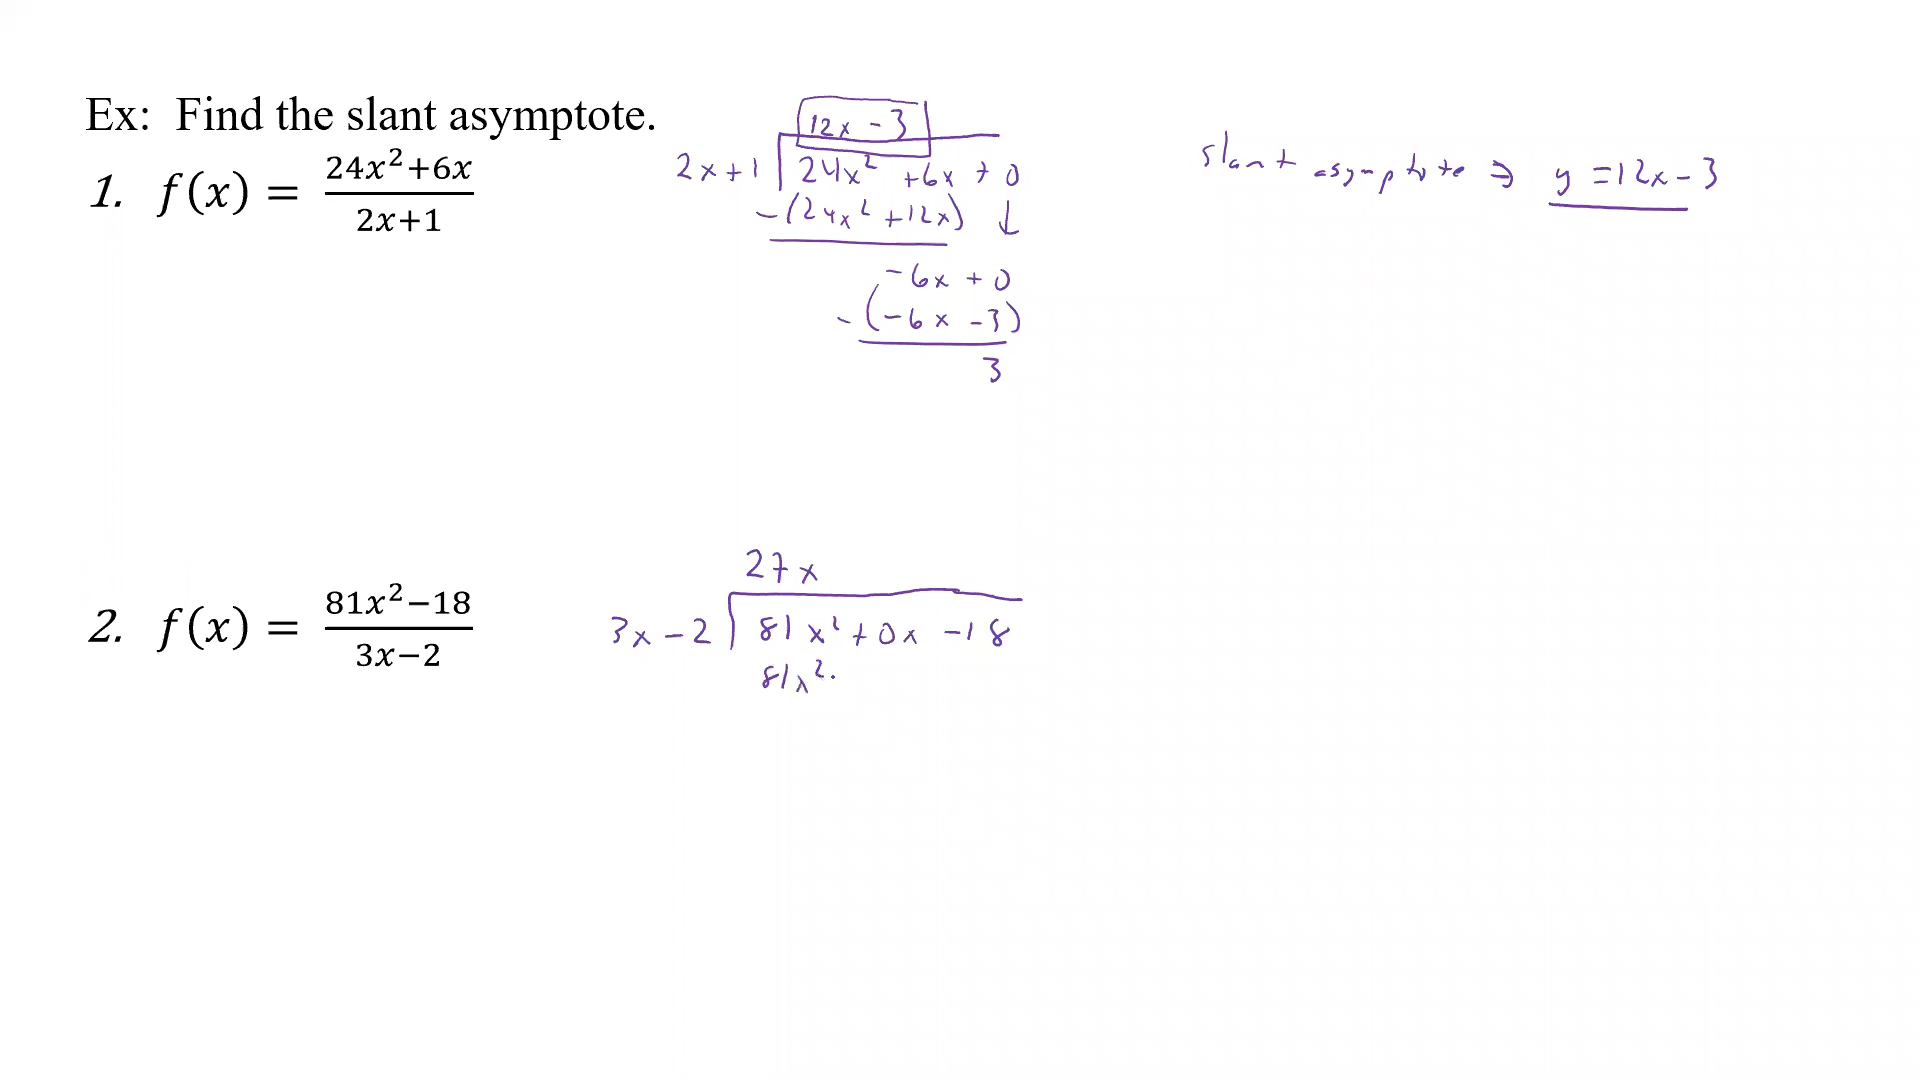 Ex: Find the slant asymptote.
1. f(x) = (24x²+6x)/(2x+1)
12x - 3
2x+1 | 24x² +6x + 0
-(24x² +12x) ↓
-6x + 0
-(-6x -3)
3
slant asymptote ⇒ y =12x-3
2. f(x) = (81x²−18)/(3x−2)
27x
3x-2 | 81x² + 0x -18
81x²